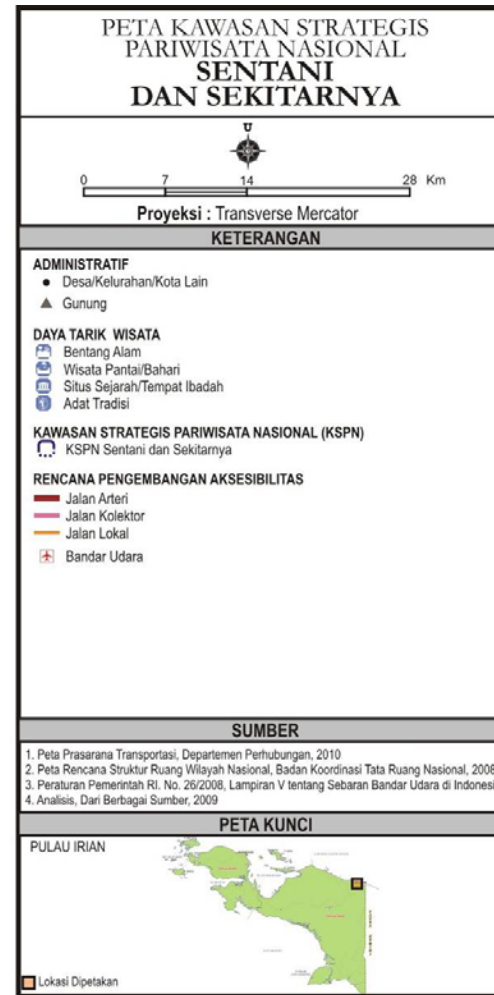 PETA KAWASAN STRATEGIS
PARIWISATA NASIONAL
SENTANI
DAN SEKITARNYA
U
0 7 14 28 Km
Proyeksi : Transverse Mercator
KETERANGAN
ADMINISTRATIF
Desa/Kelurahan/Kota Lain
Gunung
DAYA TARIK WISATA
Bentang Alam
Wisata Pantai/Bahari
Situs Sejarah/Tempat Ibadah
Adat Tradisi
KAWASAN STRATEGIS PARIWISATA NASIONAL (KSPN)
KSPN Sentani dan Sekitarnya
RENCANA PENGEMBANGAN AKSESIBILITAS
Jalan Arteri
Jalan Kolektor
Jalan Lokal
Bandar Udara
SUMBER
1. Peta Prasarana Transportasi, Departemen Perhubungan, 2010
2. Peta Rencana Struktur Ruang Wilayah Nasional, Badan Koordinasi Tata Ruang Nasional, 2008
3. Peraturan Pemerintah RI. No. 26/2008, Lampiran V tentang Sebaran Bandar Udara di Indonesi
4. Analisis, Dari Berbagai Sumber, 2009
PETA KUNCI
PULAU IRIAN
Lokasi Dipetakan